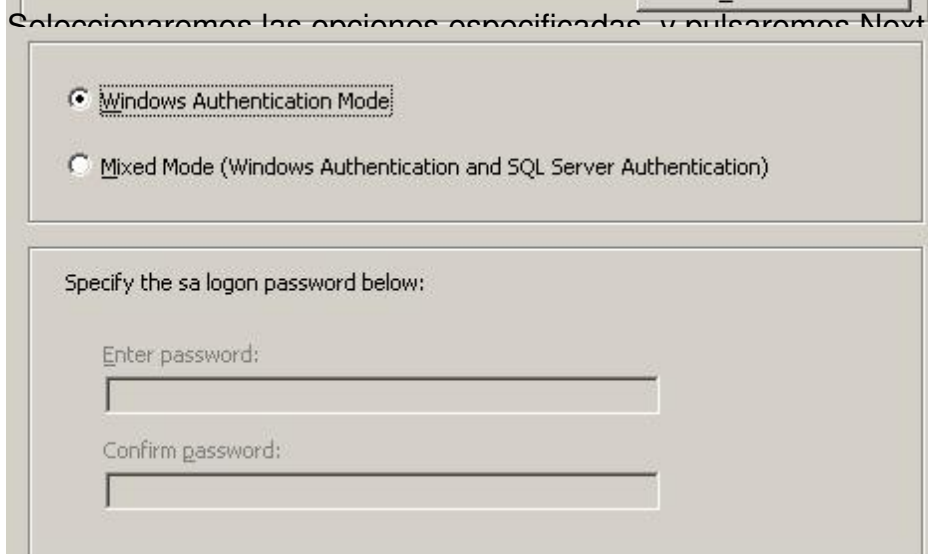 Seleccionaremos las opciones especificadas, y pulsaremos Next
Windows Authentication Mode
Mixed Mode (Windows Authentication and SQL Server Authentication)
Specify the sa logon password below:
Enter password:
Confirm password: